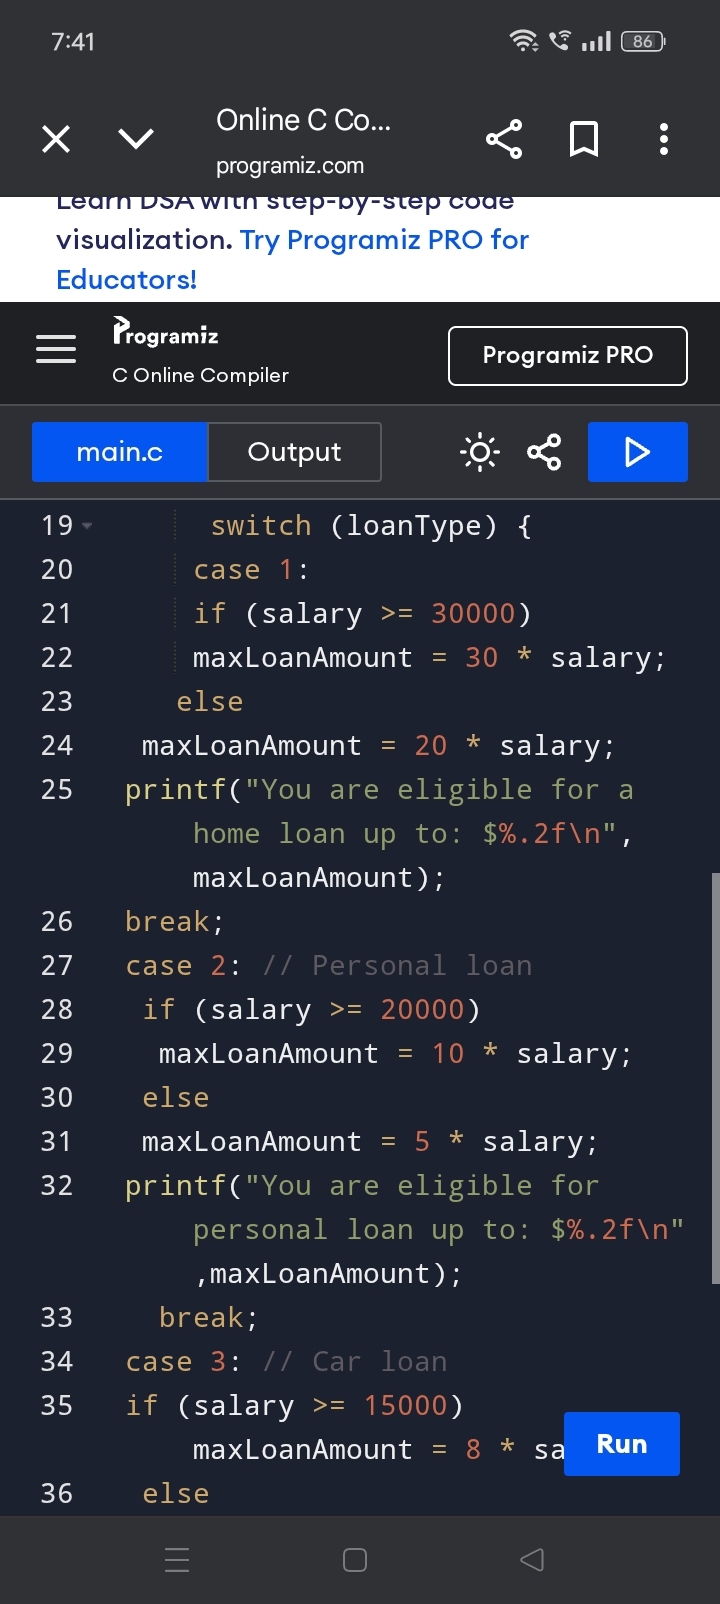 7:41
86
Online C Co...
programiz.com
Learn DSA with step-by-step code
visualization. Try Programiz PRO for
Educators!
Programiz
C Online Compiler
Programiz PRO
main.c
Output
19 switch (loanType) {
20 case 1:
21 if (salary >= 30000)
22 maxLoanAmount = 30 * salary;
23 else
24 maxLoanAmount = 20 * salary;
25 printf("You are eligible for a
home loan up to: $%.2f\n",
maxLoanAmount);
26 break;
27 case 2: // Personal loan
28 if (salary >= 20000)
29 maxLoanAmount = 10 * salary;
30 else
31 maxLoanAmount = 5 * salary;
32 printf("You are eligible for
personal loan up to: $%.2f\n"
,maxLoanAmount);
33 break;
34 case 3: // Car loan
35 if (salary >= 15000)
maxLoanAmount = 8 * sa
Run
36 else